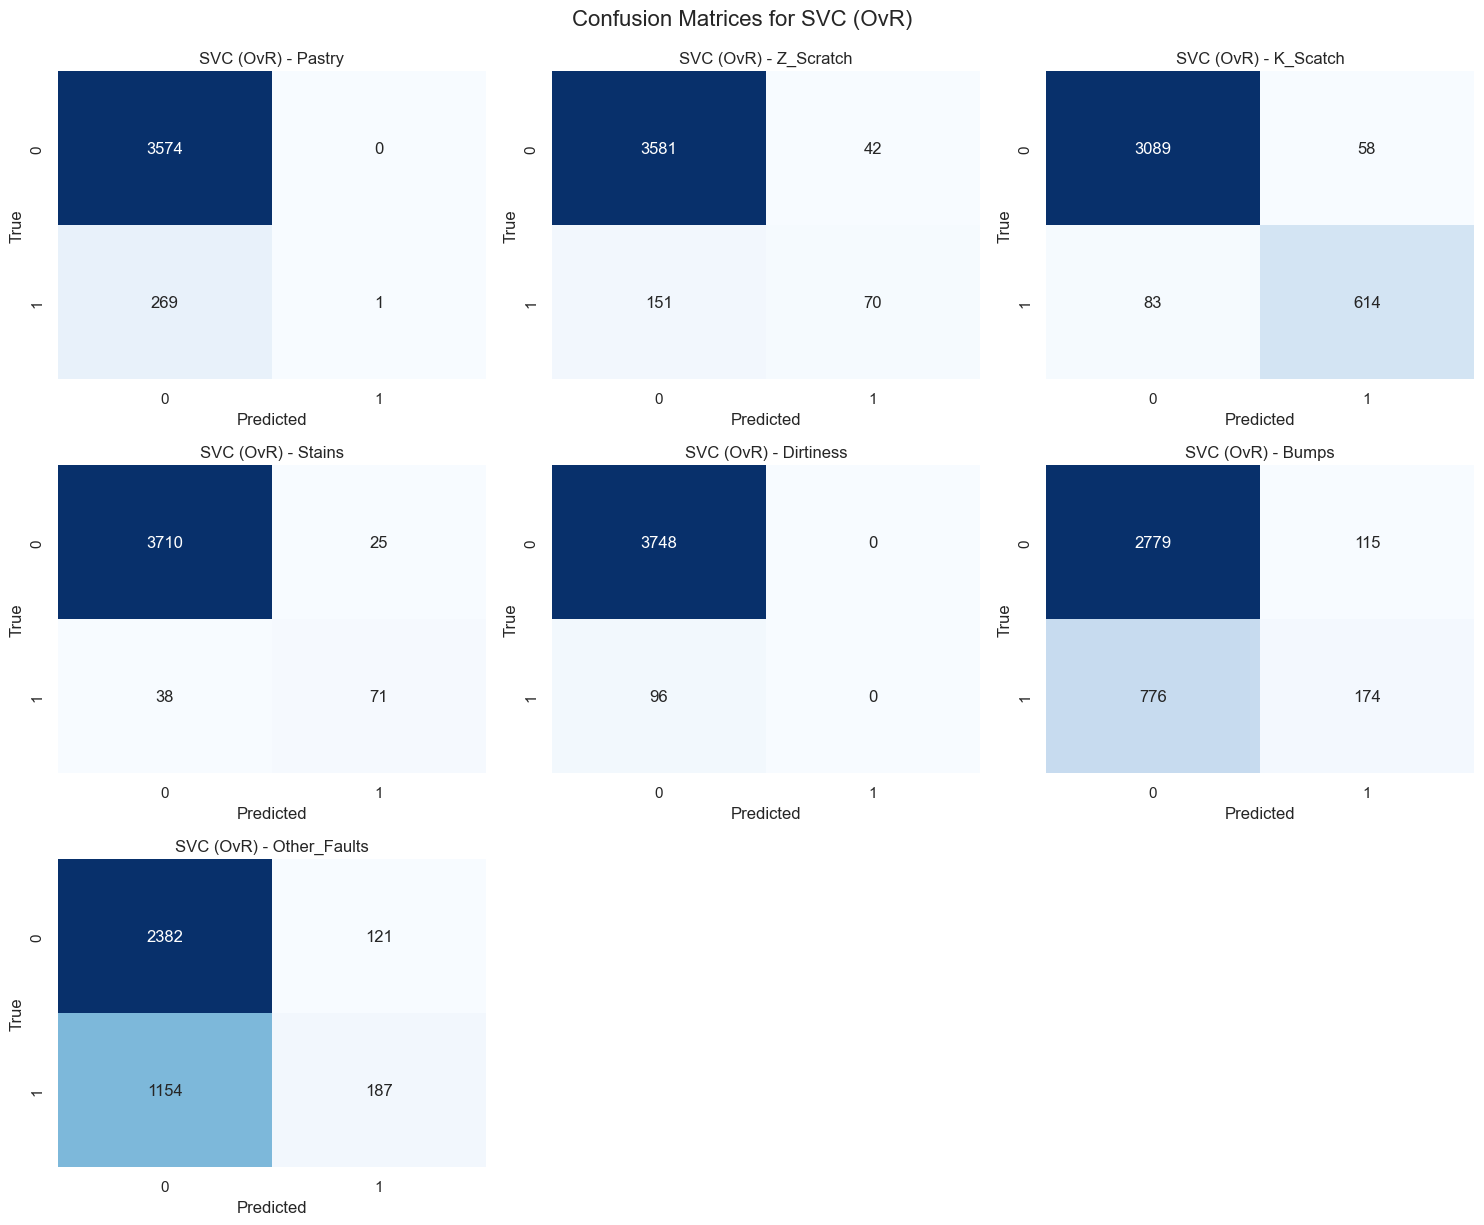 Confusion Matrices for SVC (OvR)
SVC (OvR) - Pastry
0
3574
0
True
1
269
1
0
1
Predicted
SVC (OvR) - Z_Scratch
0
3581
42
True
1
151
70
0
1
Predicted
SVC (OvR) - K_Scatch
0
3089
58
True
1
83
614
0
1
Predicted
SVC (OvR) - Stains
0
3710
25
True
1
38
71
0
1
Predicted
SVC (OvR) - Dirtiness
0
3748
0
True
1
96
0
0
1
Predicted
SVC (OvR) - Bumps
0
2779
115
True
1
776
174
0
1
Predicted
SVC (OvR) - Other_Faults
0
2382
121
True
1
1154
187
0
1
Predicted